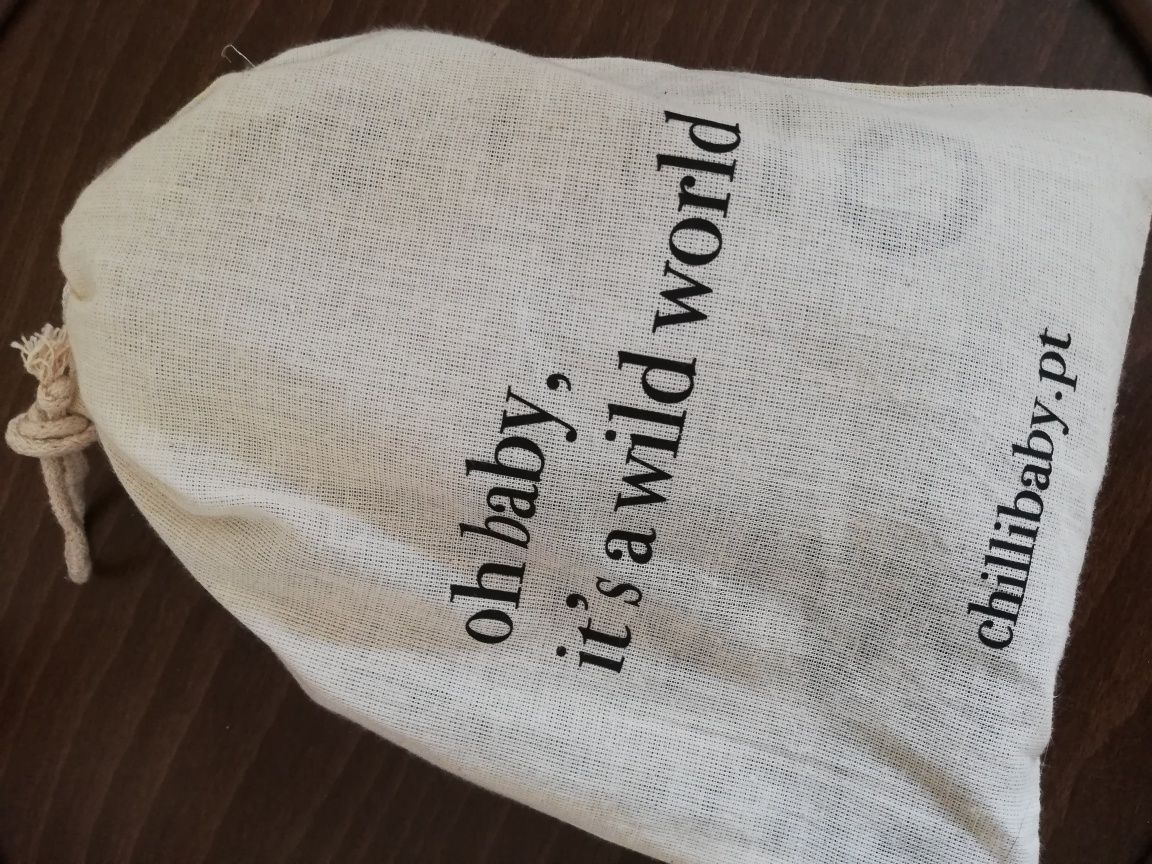 oh baby,
it's a wild world
chillibaby.pt